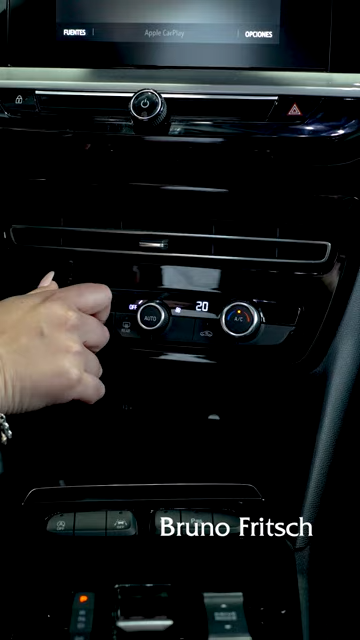 FUENTES
Apple CarPlay
OPCIONES
OFF
20
AUTO
A/C
Bruno Fritsch